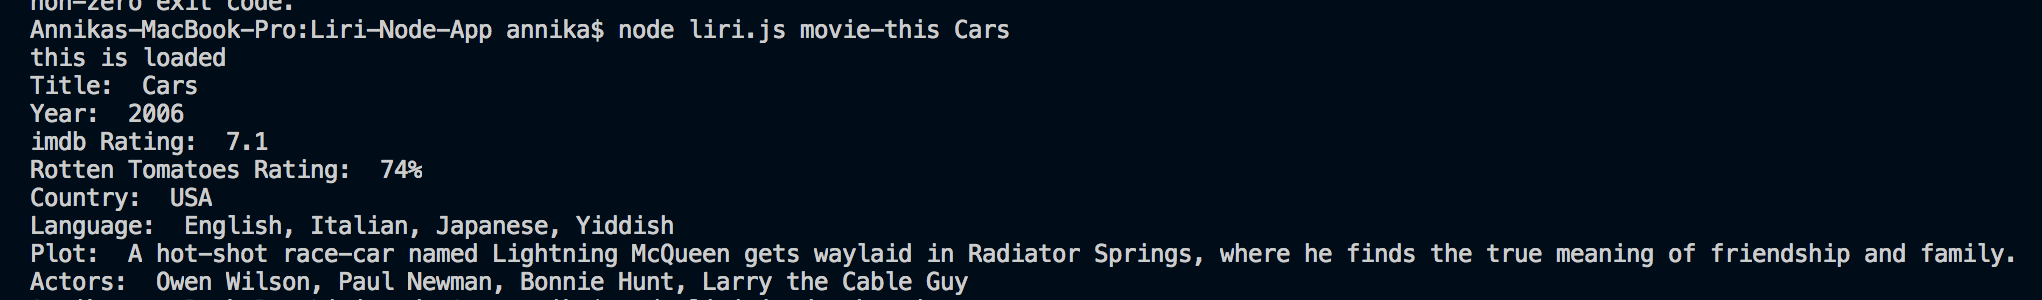 non-zero exit code.
Annikas-MacBook-Pro:Liri-Node-App annika$ node liri.js movie-this Cars
this is loaded
Title:  Cars
Year:  2006
imdb Rating:  7.1
Rotten Tomatoes Rating:  74%
Country:  USA
Language:  English, Italian, Japanese, Yiddish
Plot:  A hot-shot race-car named Lightning McQueen gets waylaid in Radiator Springs, where he finds the true meaning of friendship and family.
Actors:  Owen Wilson, Paul Newman, Bonnie Hunt, Larry the Cable Guy